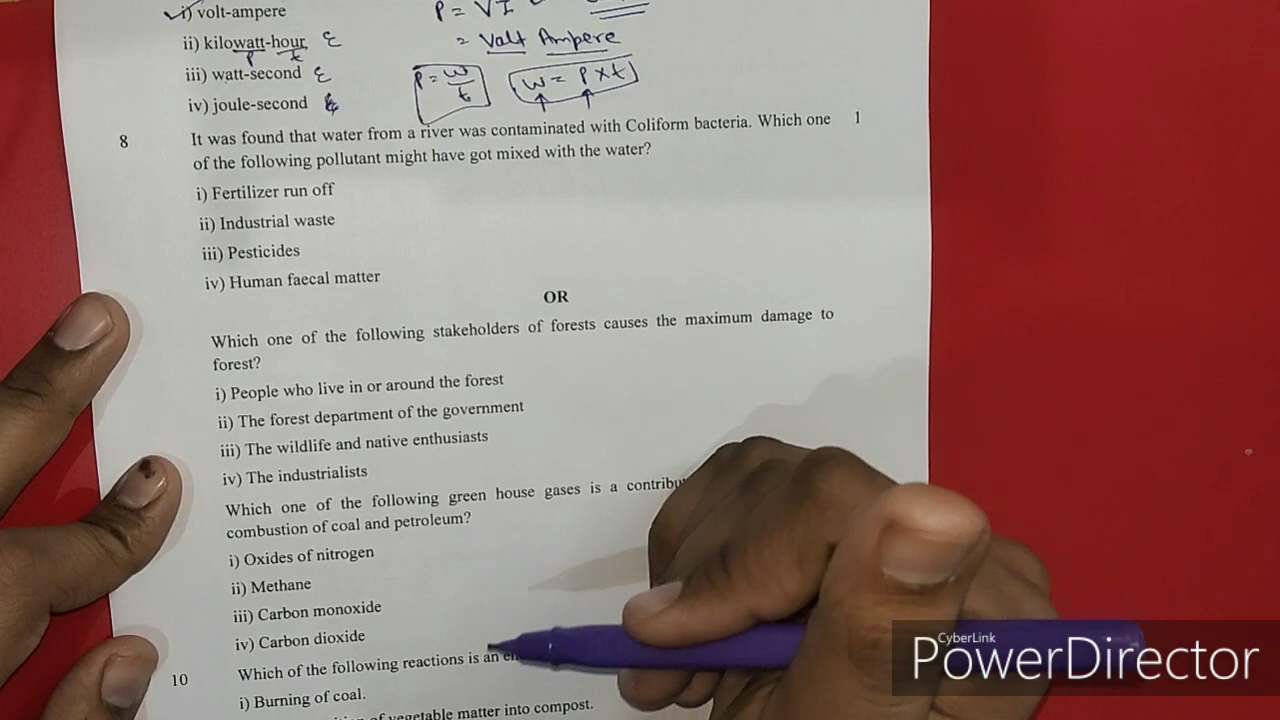 i) volt-ampere
P = VI
ii) kilowatt-hour, ε
P t
= Valt Ampere
iii) watt-second ε
P = W/t
W = P x t
iv) joule-second
8 It was found that water from a river was contaminated with Coliform bacteria. Which one 1
of the following pollutant might have got mixed with the water?
i) Fertilizer run off
ii) Industrial waste
iii) Pesticides
iv) Human faecal matter
OR
Which one of the following stakeholders of forests causes the maximum damage to
forest?
i) People who live in or around the forest
ii) The forest department of the government
iii) The wildlife and native enthusiasts
iv) The industrialists
Which one of the following green house gases is a
combustion of coal and petroleum?
i) Oxides of nitrogen
ii) Methane
iii) Carbon monoxide
iv) Carbon dioxide
10 Which of the following reactions is an
i) Burning of coal.
of vegetable matter into compost.
CyberLink
PowerDirector